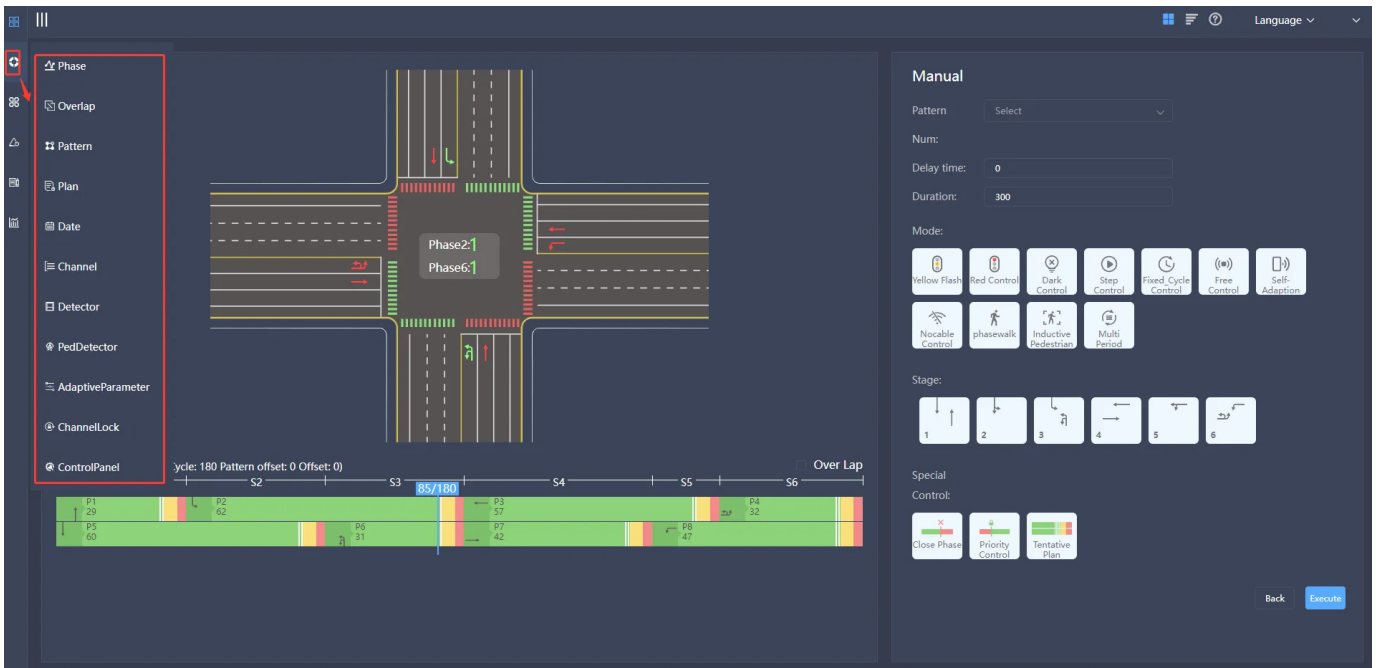 Language
Phase
Overlap
Pattern
Plan
Date
Channel
Detector
PedDetector
AdaptiveParameter
ChannelLock
ControlPanel
Phase2:1
Phase6:1
ycle: 180 Pattern offset: 0 Offset: 0)
Over Lap
S2 S3 S4 S5 S6
85/180
P1 P2 P3 P4
29 62 57 32
P5 P6 P7 P8
60 31 42 47
Manual
Pattern Select
Num:
Delay time: 0
Duration: 300
Mode:
Yellow Flash
Red Control
Dark Control
Step Control
Fixed_Cycle Control
Free Control
Self-Adaption
Nocable Control
phasewalk
Inductive Pedestrian
Multi Period
Stage:
1 2 3 4 5 6
Special
Control:
Close Phase
Priority Control
Tentative Plan
Back Execute